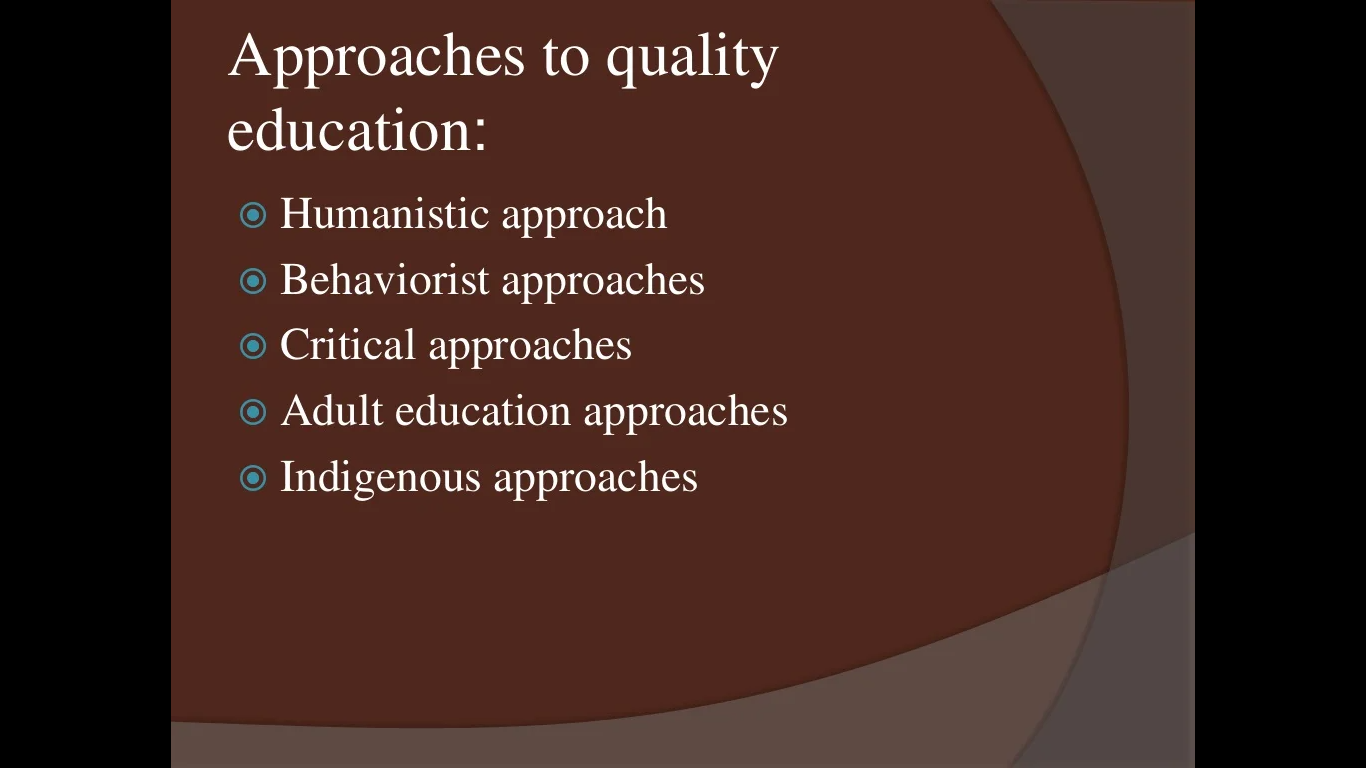 Approaches to quality
education:
Humanistic approach
Behaviorist approaches
Critical approaches
Adult education approaches
Indigenous approaches